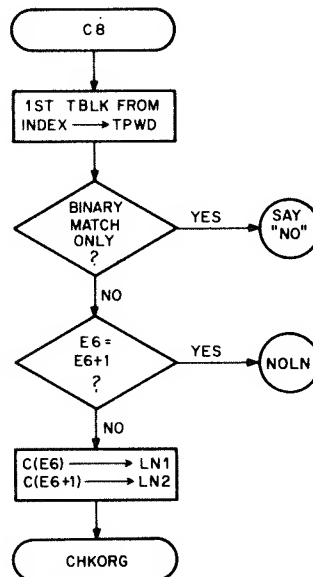 C8
1ST TBLK FROM
INDEX → TPWD
BINARY
MATCH
ONLY
?
YES
SAY
"NO"
NO
E6 =
E6+1
?
YES
NOLN
NO
C(E6) → LN1
C(E6+1) → LN2
CHKORG